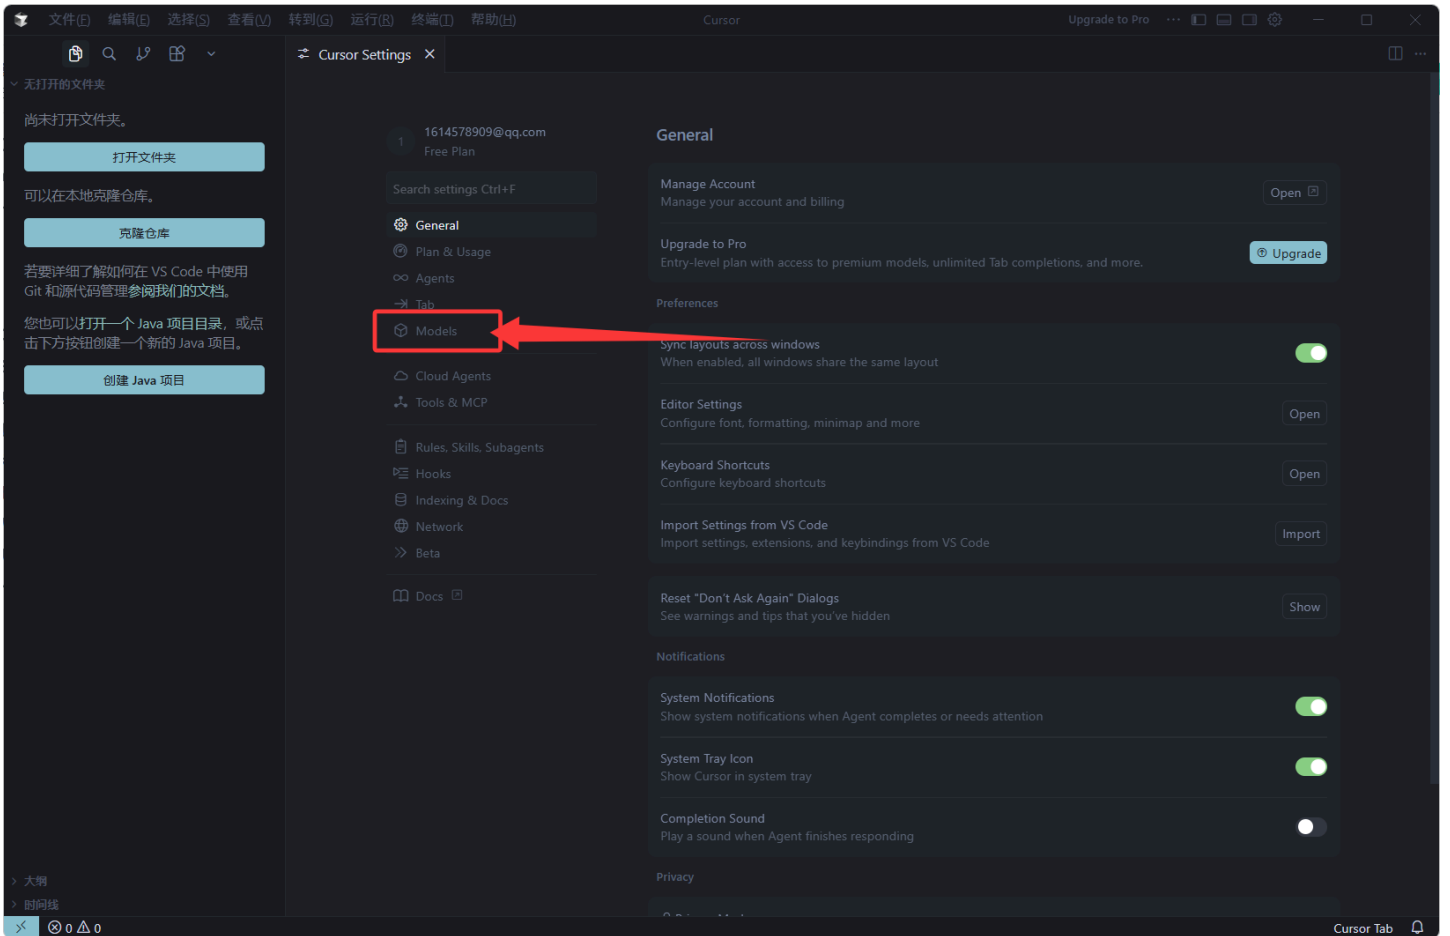 文件(F) 编辑(E) 选择(S) 查看(V) 转到(G) 运行(R) 终端(T) 帮助(H)
Cursor
Upgrade to Pro
Cursor Settings
无打开的文件夹
尚未打开文件夹。
打开文件夹
可以在本地克隆仓库。
克隆仓库
若要详细了解如何在 VS Code 中使用
Git 和源代码管理参阅我们的文档。
您也可以打开一个 Java 项目目录，或点
击下方按钮创建一个新的 Java 项目。
创建 Java 项目
大纲
时间线
1
1614578909@qq.com
Free Plan
Search settings Ctrl+F
General
Plan & Usage
Agents
Tab
Models
Cloud Agents
Tools & MCP
Rules, Skills, Subagents
Hooks
Indexing & Docs
Network
Beta
Docs
General
Manage Account
Manage your account and billing
Open
Upgrade to Pro
Entry-level plan with access to premium models, unlimited Tab completions, and more.
Upgrade
Preferences
Sync layouts across windows
When enabled, all windows share the same layout
Editor Settings
Configure font, formatting, minimap and more
Open
Keyboard Shortcuts
Configure keyboard shortcuts
Open
Import Settings from VS Code
Import settings, extensions, and keybindings from VS Code
Import
Reset "Don't Ask Again" Dialogs
See warnings and tips that you've hidden
Show
Notifications
System Notifications
Show system notifications when Agent completes or needs attention
System Tray Icon
Show Cursor in system tray
Completion Sound
Play a sound when Agent finishes responding
Privacy
0 0
Cursor Tab